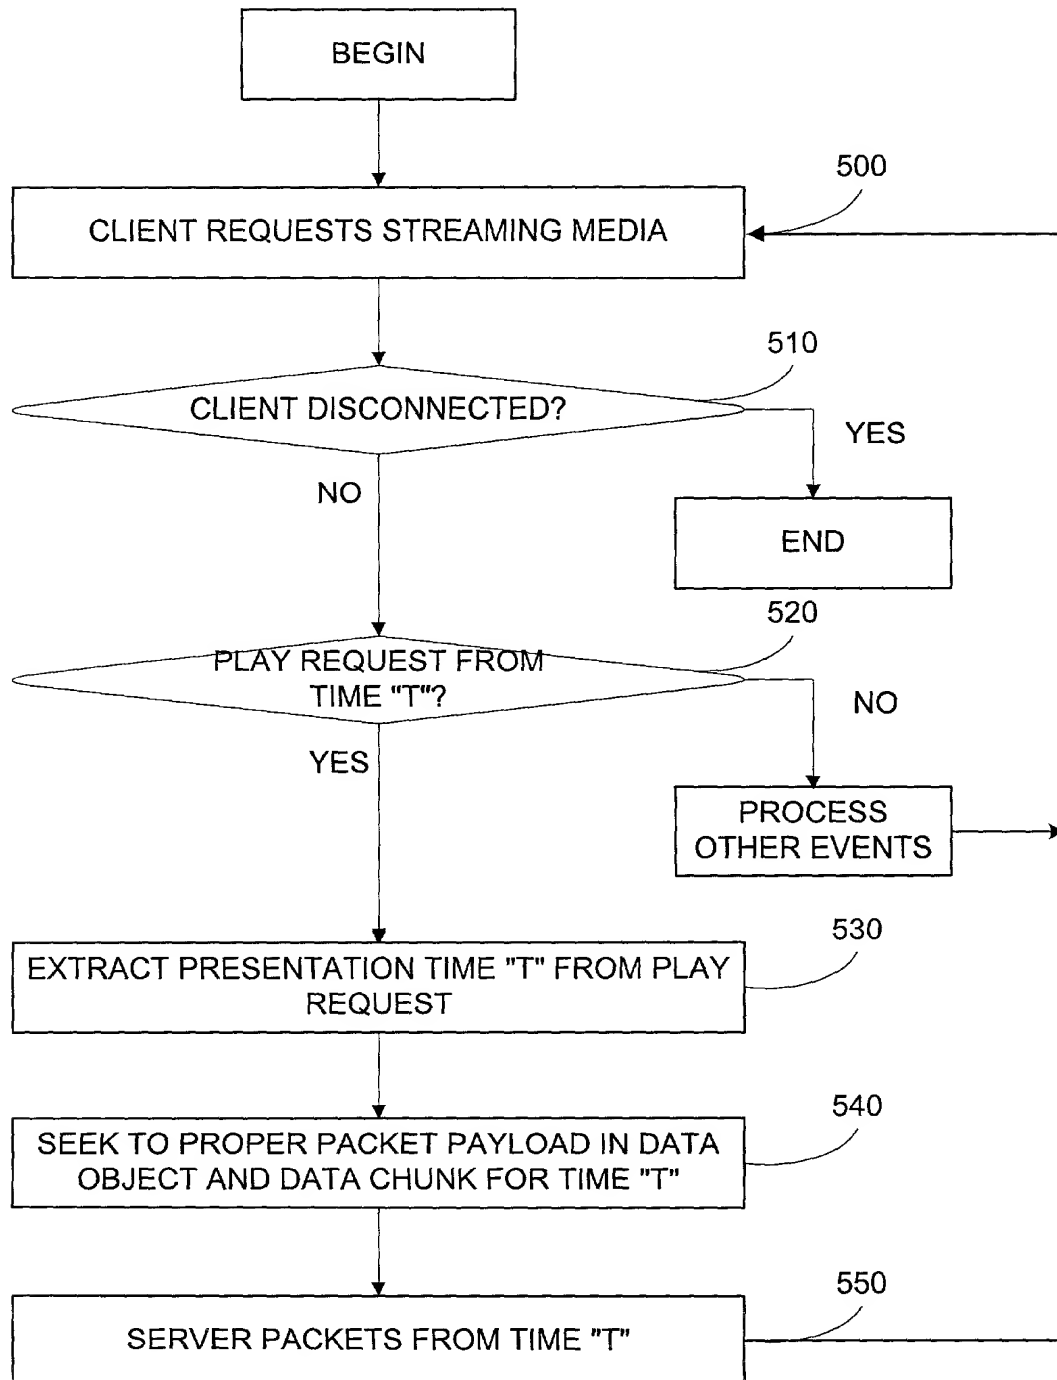 BEGIN
500
CLIENT REQUESTS STREAMING MEDIA
510
CLIENT DISCONNECTED?
YES
NO
END
520
PLAY REQUEST FROM
TIME "T"?
NO
YES
PROCESS
OTHER EVENTS
530
EXTRACT PRESENTATION TIME "T" FROM PLAY
REQUEST
540
SEEK TO PROPER PACKET PAYLOAD IN DATA
OBJECT AND DATA CHUNK FOR TIME "T"
550
SERVER PACKETS FROM TIME "T"